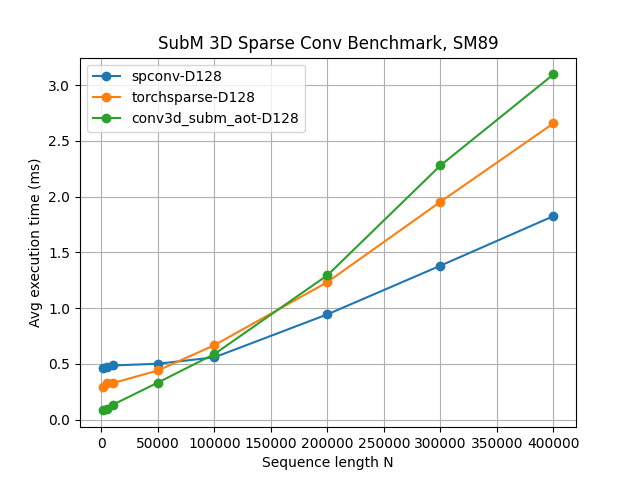 SubM 3D Sparse Conv Benchmark, SM89
spconv-D128
torchsparse-D128
conv3d_subm_aot-D128
Avg execution time (ms)
3.0
2.5
2.0
1.5
1.0
0.5
0.0
0 50000 100000 150000 200000 250000 300000 350000 400000
Sequence length N